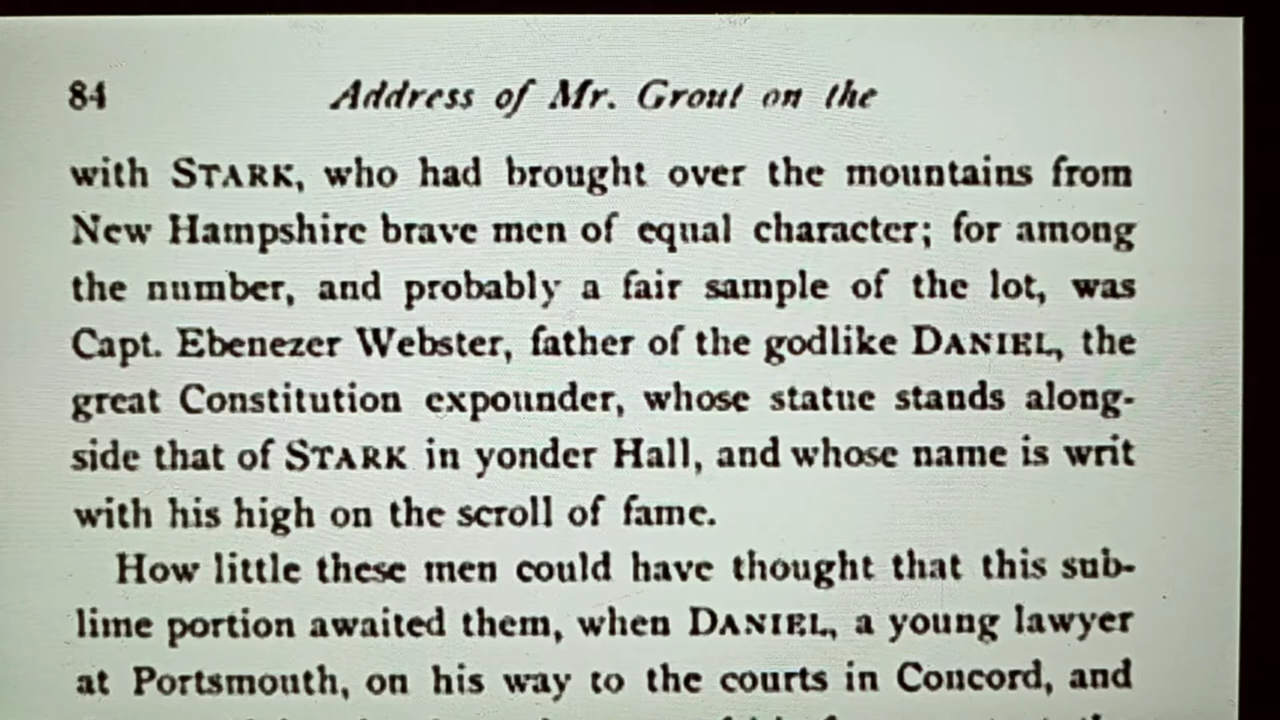 84 Address of Mr. Grout on the
with STARK, who had brought over the mountains from
New Hampshire brave men of equal character; for among
the number, and probably a fair sample of the lot, was
Capt. Ebenezer Webster, father of the godlike DANIEL, the
great Constitution expounder, whose statue stands along-
side that of STARK in yonder Hall, and whose name is writ
with his high on the scroll of fame.
How little these men could have thought that this sub-
lime portion awaited them, when DANIEL, a young lawyer
at Portsmouth, on his way to the courts in Concord, and